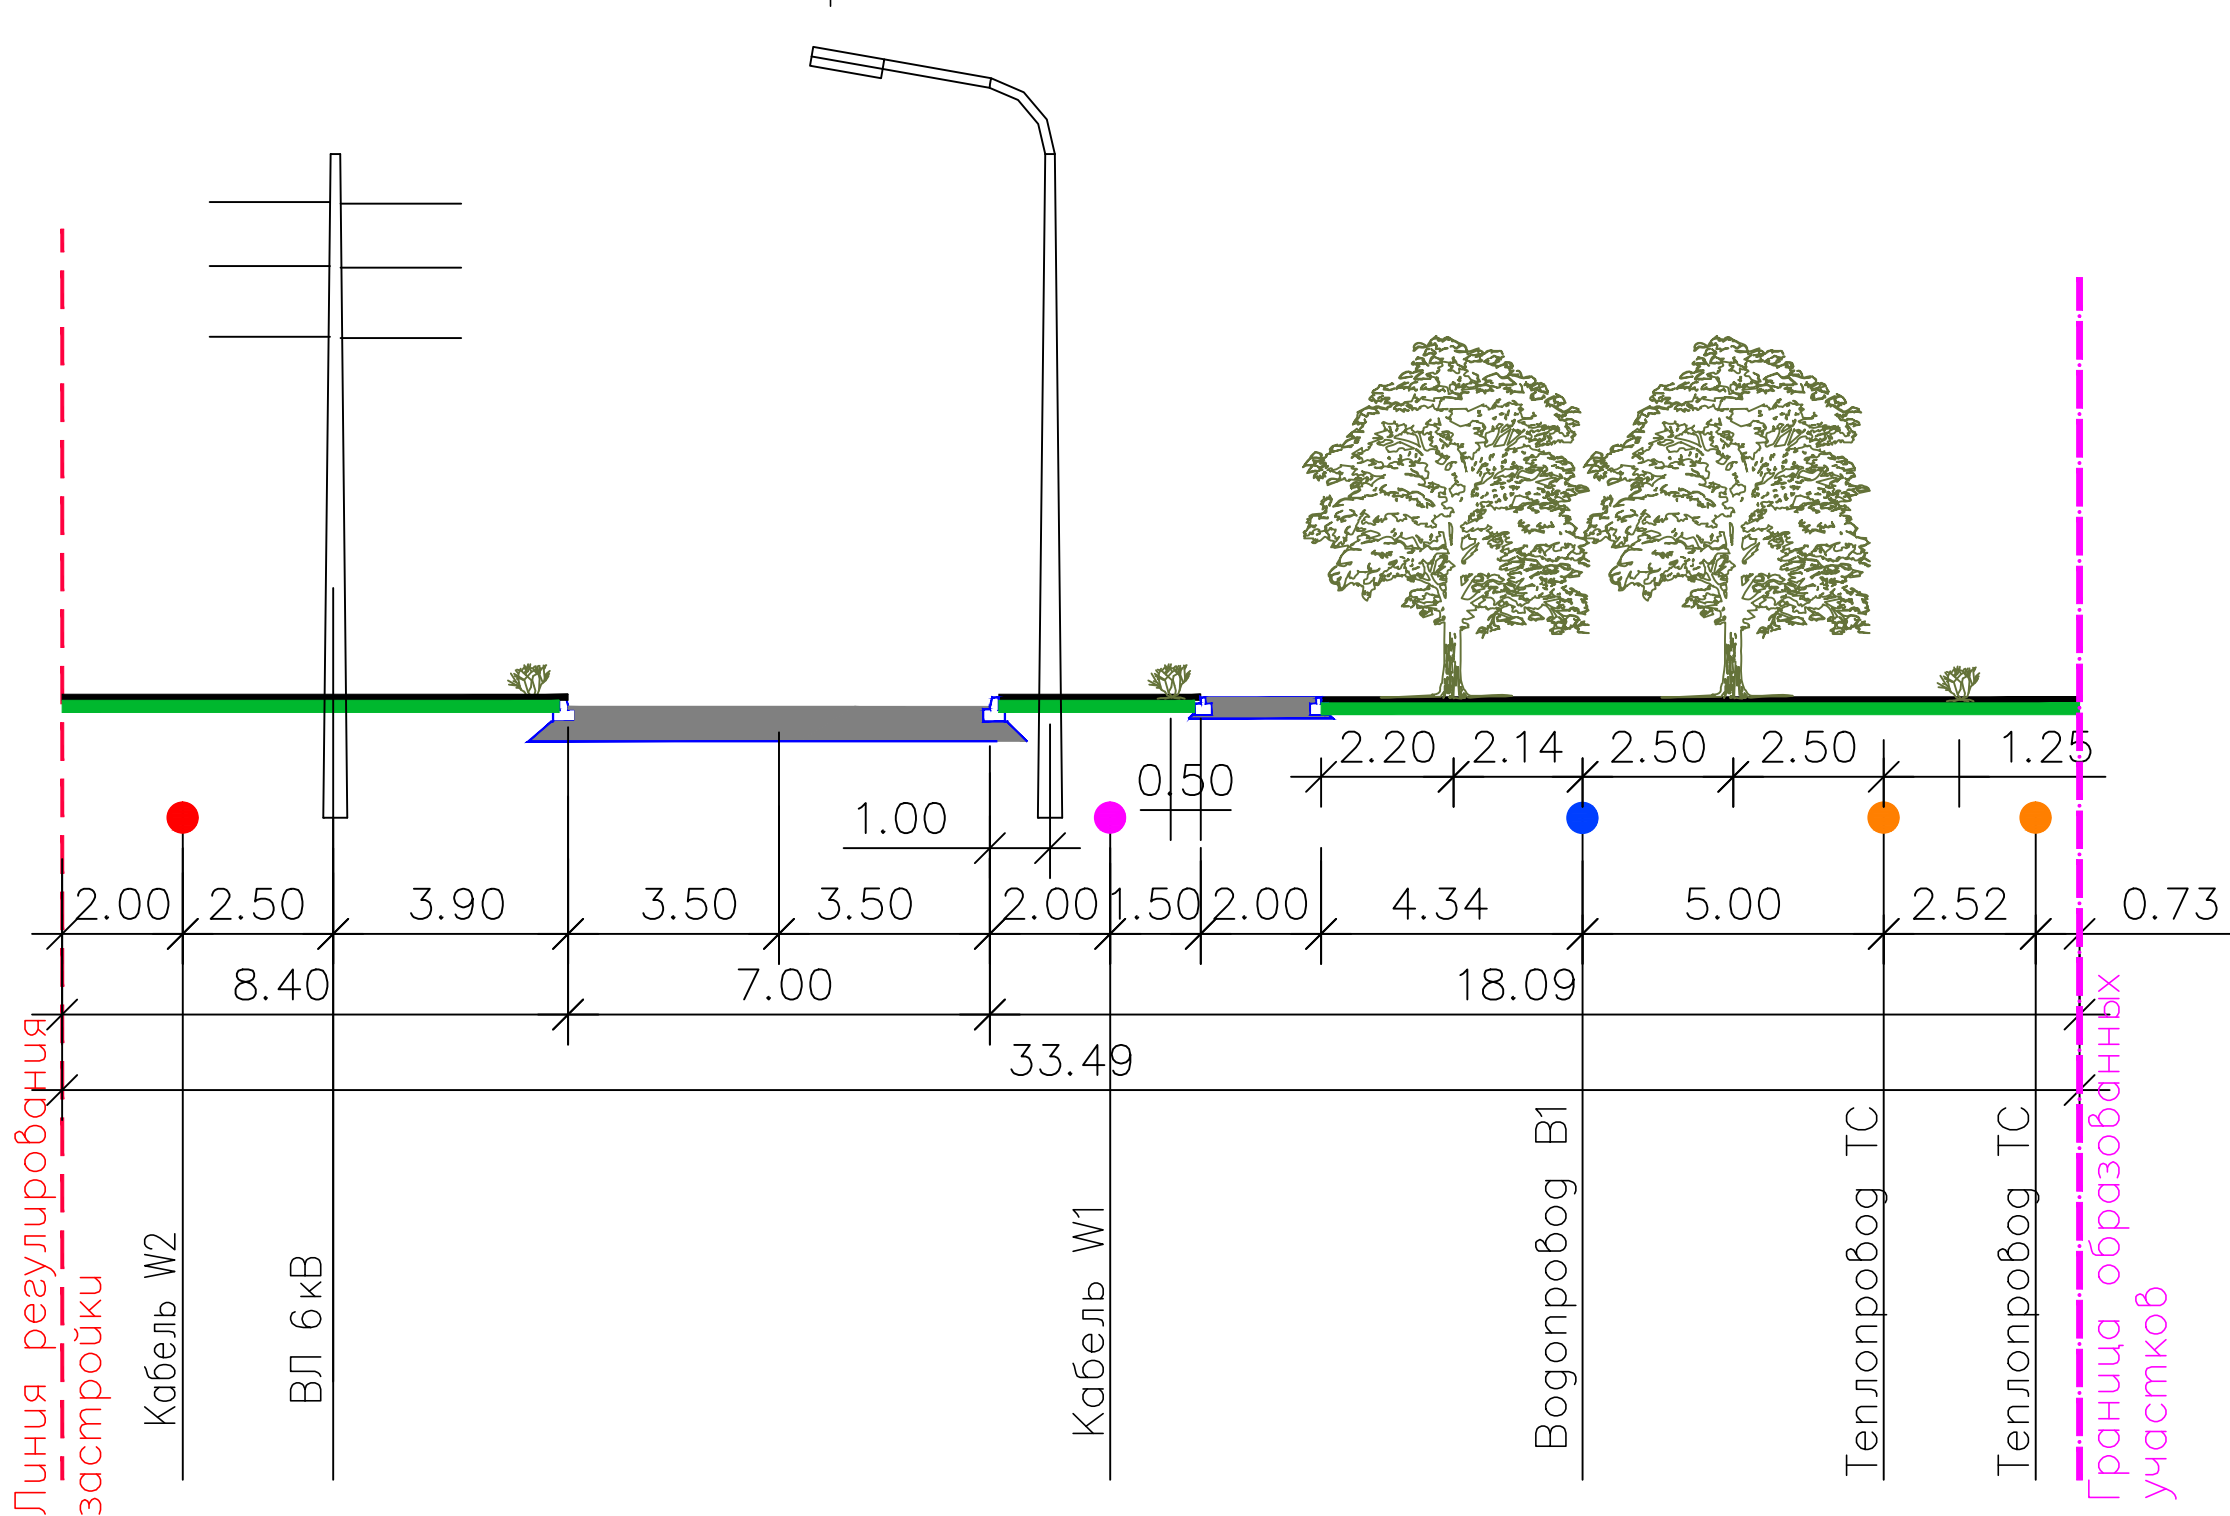 2.20 2.14 2.50 2.50 1.25
0.50
1.00
2.00 2.50 3.90 3.50 3.50 2.00 1.50 2.00 4.34 5.00 2.52 0.73
8.40 7.00 18.09
33.49
Линия регулирования
застройки
Кабель W2
ВЛ 6кВ
Кабель W1
Водопровод В1
Теплопровод ТС
Теплопровод ТС
Граница образованных
участков